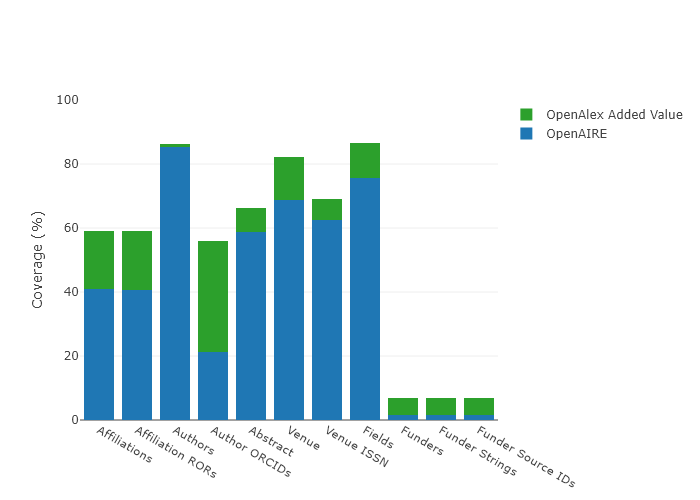 100
80
60
40
20
0
Coverage (%)
Affiliations
Affiliation RORs
Authors
Author ORCIDs
Abstract
Venue
Venue ISSN
Fields
Funders
Funder Strings
Funder Source IDs
OpenAlex Added Value
OpenAIRE